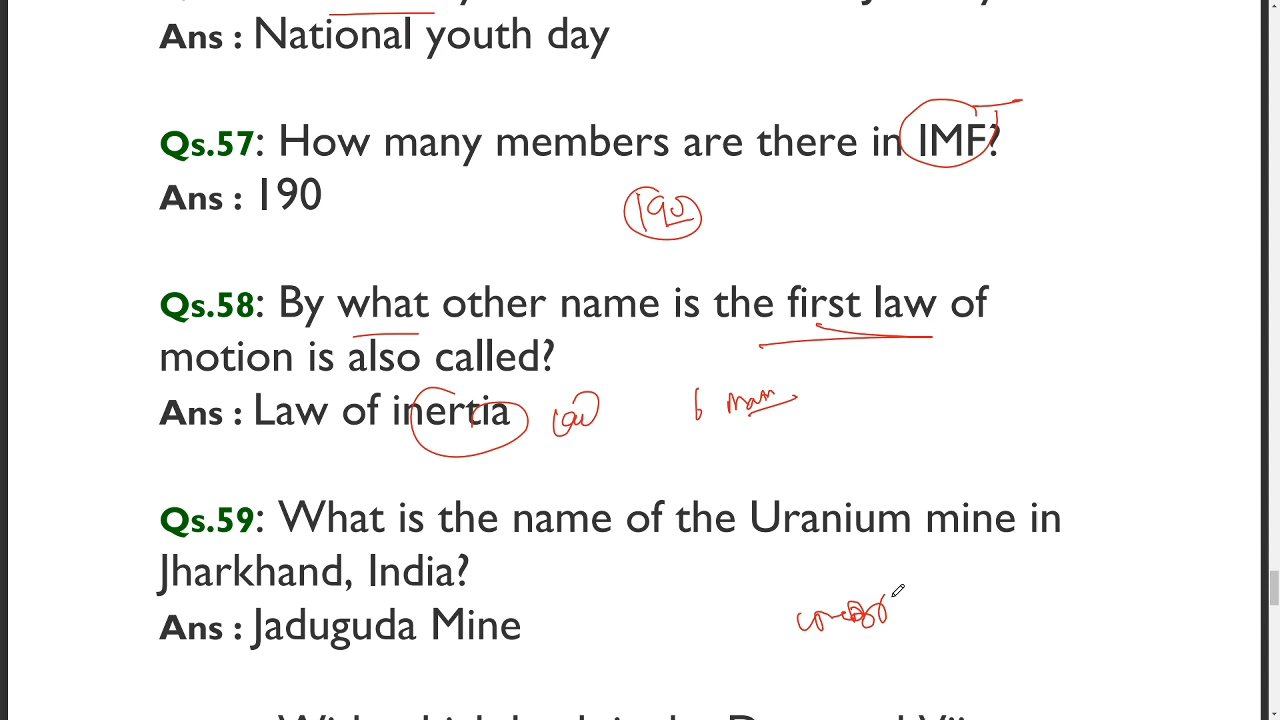 Ans : National youth day
Qs.57: How many members are there in IMF?
Ans : 190
190
Qs.58: By what other name is the first law of
motion is also called?
Ans : Law of inertia
Qs.59: What is the name of the Uranium mine in
Jharkhand, India?
Ans : Jaduguda Mine